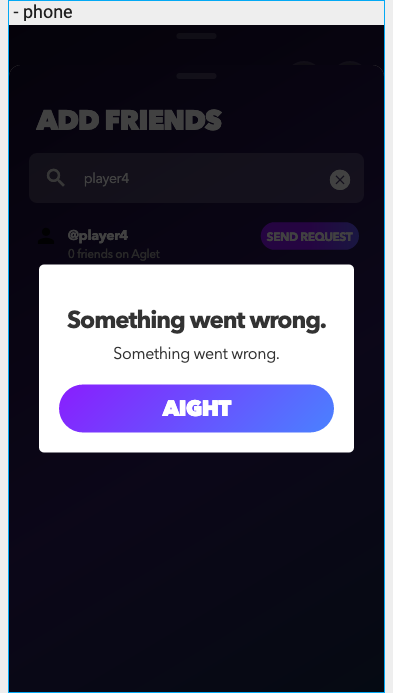 - phone
ADD FRIENDS
player4
@player4
SEND REQUEST
0 friends on Aglet
Something went wrong.
Something went wrong.
AIGHT